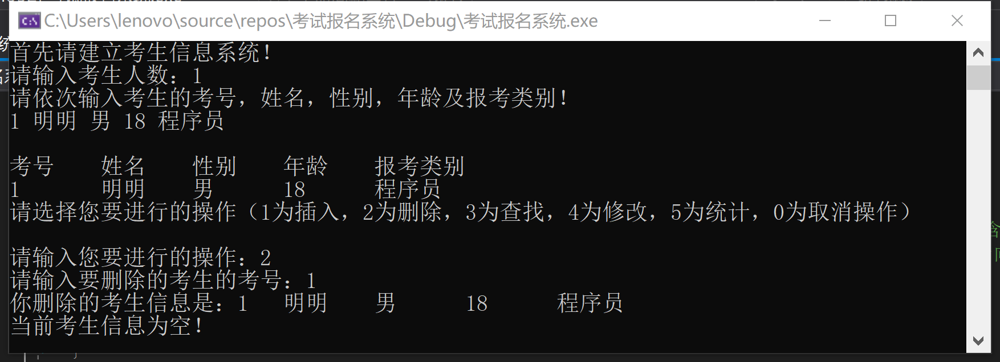 C:\Users\lenovo\source\repos\考试报名系统\Debug\考试报名系统.exe
首先请建立考生信息系统！
请输入考生人数：1
请依次输入考生的考号，姓名，性别，年龄及报考类别！
1 明明 男 18 程序员
考号 姓名 性别 年龄 报考类别
1 明明 男 18 程序员
请选择您要进行的操作（1为插入，2为删除，3为查找，4为修改，5为统计，0为取消操作）
请输入您要进行的操作：2
请输入要删除的考生的考号：1
你删除的考生信息是：1 明明 男 18 程序员
当前考生信息为空！